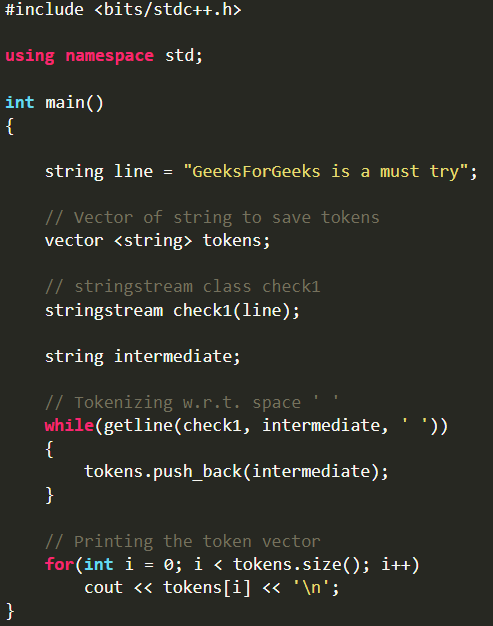 #include <bits/stdc++.h>
using namespace std;
int main()
{
    string line = "GeeksForGeeks is a must try";
    // Vector of string to save tokens
    vector <string> tokens;
    // stringstream class check1
    stringstream check1(line);
    string intermediate;
    // Tokenizing w.r.t. space ' '
    while(getline(check1, intermediate, ' '))
    {
        tokens.push_back(intermediate);
    }
    // Printing the token vector
    for(int i = 0; i < tokens.size(); i++)
        cout << tokens[i] << '\n';
}